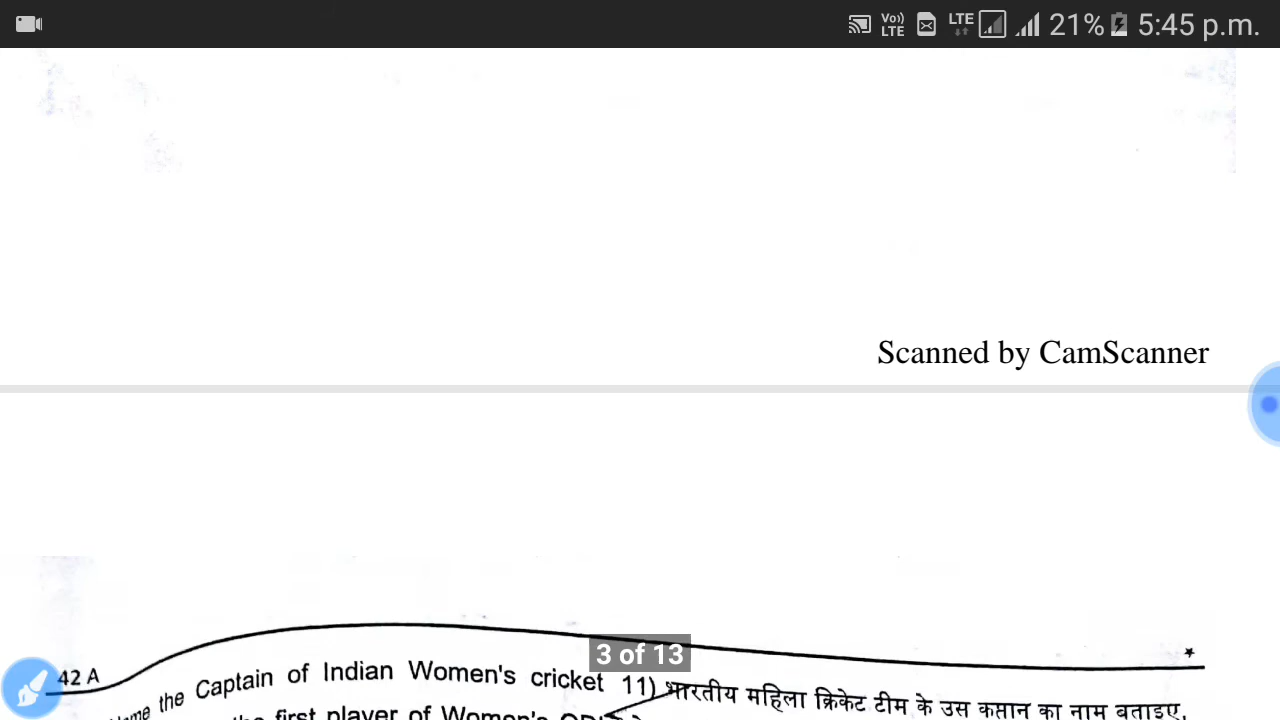 Vo)) LTE LTE 21% 5:45 p.m.
Scanned by CamScanner
3 of 13
42 A
the Captain of Indian Women's cricket 11) भारतीय महिला क्रिकेट टीम के उस कप्तान का नाम बताइए,
first player of Women's